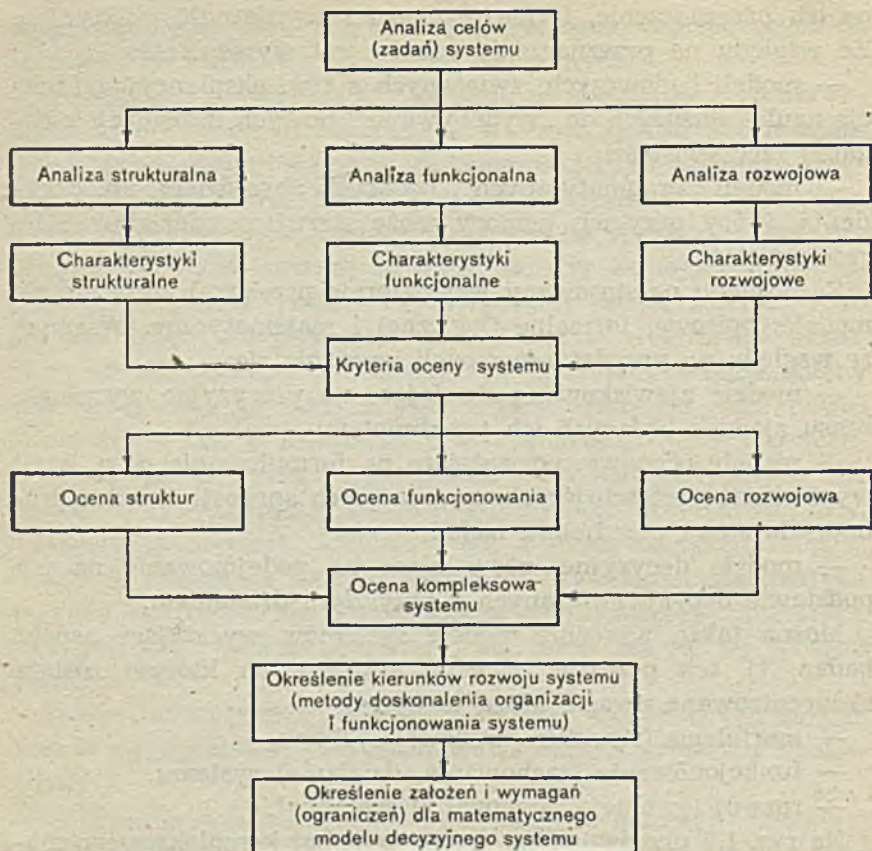 Analiza celów
(zadań) systemu
Analiza strukturalna
Analiza funkcjonalna
Analiza rozwojowa
Charakterystyki
strukturalne
Charakterystyki
funkcjonalne
Charakterystyki
rozwojowe
Kryteria oceny systemu
Ocena struktur
Ocena funkcjonowania
Ocena rozwojowa
Ocena kompleksowa
systemu
Określenie kierunków rozwoju systemu
(metody doskonalenia organizacji
i funkcjonowania systemu)
Określenie założeń i wymagań
(ograniczeń) dla matematycznego
modelu decyzyjnego systemu